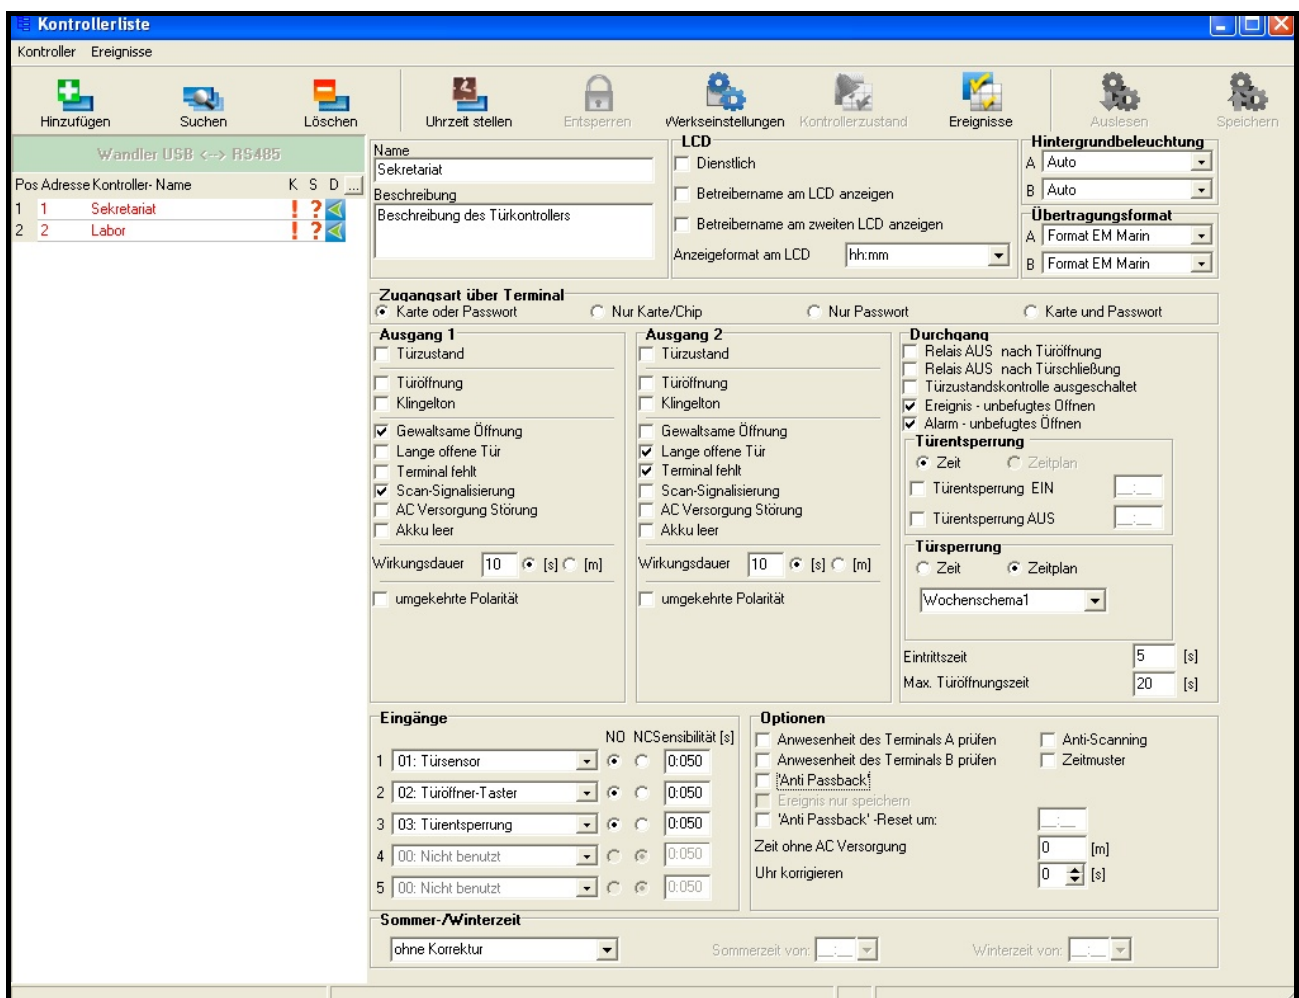 Kontrollerliste
Kontroller Ereignisse
Hinzufügen Suchen Löschen Uhrzeit stellen Entsperren Werkseinstellungen Kontrollerzustand Ereignisse Auslesen Speichern
Wandler USB <--> RS485
Pos Adresse Kontroller- Name K S D ...
1 1 Sekretariat ! ?
2 2 Labor ! ?
Name
Sekretariat
Beschreibung
Beschreibung des Türkontrollers
LCD
Dienstlich
Betreibername am LCD anzeigen
Betreibername am zweiten LCD anzeigen
Anzeigeformat am LCD hh:mm
Hintergrundbeleuchtung
A Auto
B Auto
Übertragungsformat
A Format EM Marin
B Format EM Marin
Zugangsart über Terminal
Karte oder Passwort Nur Karte/Chip Nur Passwort Karte und Passwort
Ausgang 1
Türzustand
Türöffnung
Klingelton
Gewaltsame Öffnung
Lange offene Tür
Terminal fehlt
Scan-Signalisierung
AC Versorgung Störung
Akku leer
Wirkungsdauer 10 [s] [m]
umgekehrte Polarität
Ausgang 2
Türzustand
Türöffnung
Klingelton
Gewaltsame Öffnung
Lange offene Tür
Terminal fehlt
Scan-Signalisierung
AC Versorgung Störung
Akku leer
Wirkungsdauer 10 [s] [m]
umgekehrte Polarität
Durchgang
Relais AUS nach Türöffnung
Relais AUS nach Türschließung
Türzustandskontrolle ausgeschaltet
Ereignis - unbefugtes Öffnen
Alarm - unbefugtes Öffnen
Türentsperrung
Zeit Zeitplan
Türentsperrung EIN __:__
Türentsperrung AUS __:__
Türsperrung
Zeit Zeitplan
Wochenschema1
Eintrittszeit 5 [s]
Max. Türöffnungszeit 20 [s]
Eingänge
NO NC Sensibilität [s]
1 01: Türsensor 0:050
2 02: Türöffner-Taster 0:050
3 03: Türentsperrung 0:050
4 00: Nicht benutzt 0:050
5 00: Nicht benutzt 0:050
Optionen
Anwesenheit des Terminals A prüfen Anti-Scanning
Anwesenheit des Terminals B prüfen Zeitmuster
'Anti Passback'
Ereignis nur speichern
'Anti Passback' -Reset um: __:__
Zeit ohne AC Versorgung 0 [m]
Uhr korrigieren 0 [s]
Sommer-/Winterzeit
ohne Korrektur Sommerzeit von: __:__ Winterzeit von: __:__